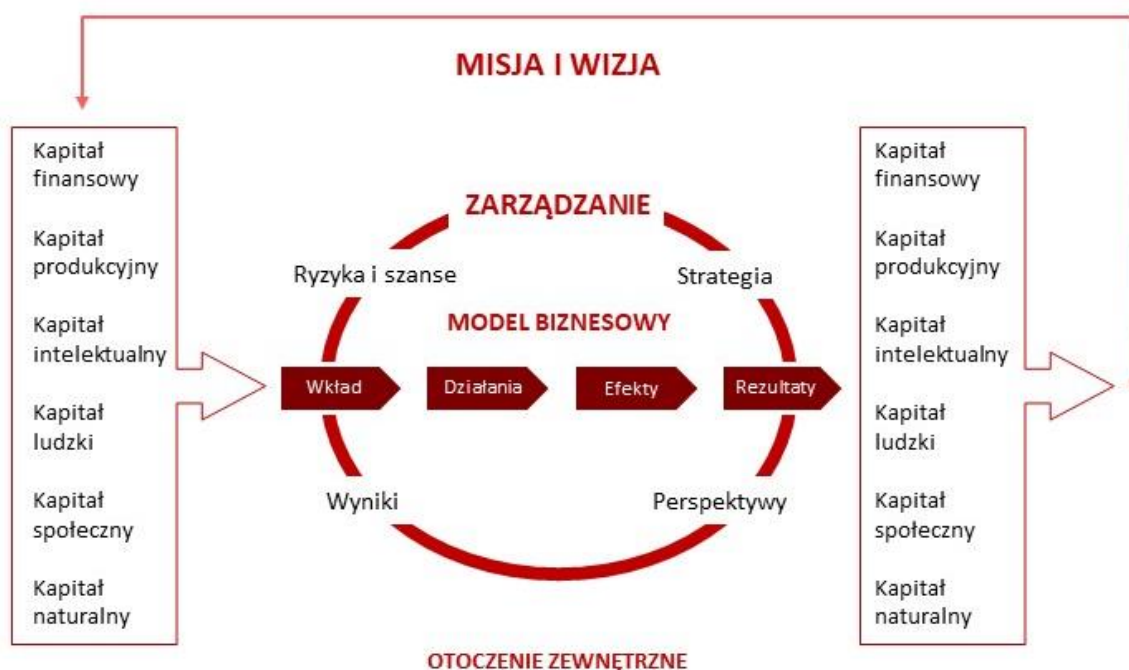 MISJA I WIZJA
Kapitał
finansowy
Kapitał
produkcyjny
Kapitał
intelektualny
Kapitał
ludzki
Kapitał
społeczny
Kapitał
naturalny
ZARZĄDZANIE
Ryzyka i szanse
Strategia
MODEL BIZNESOWY
Wkład
Działania
Efekty
Rezultaty
Wyniki
Perspektywy
Kapitał
finansowy
Kapitał
produkcyjny
Kapitał
intelektualny
Kapitał
ludzki
Kapitał
społeczny
Kapitał
naturalny
OTOCZENIE ZEWNĘTRZNE